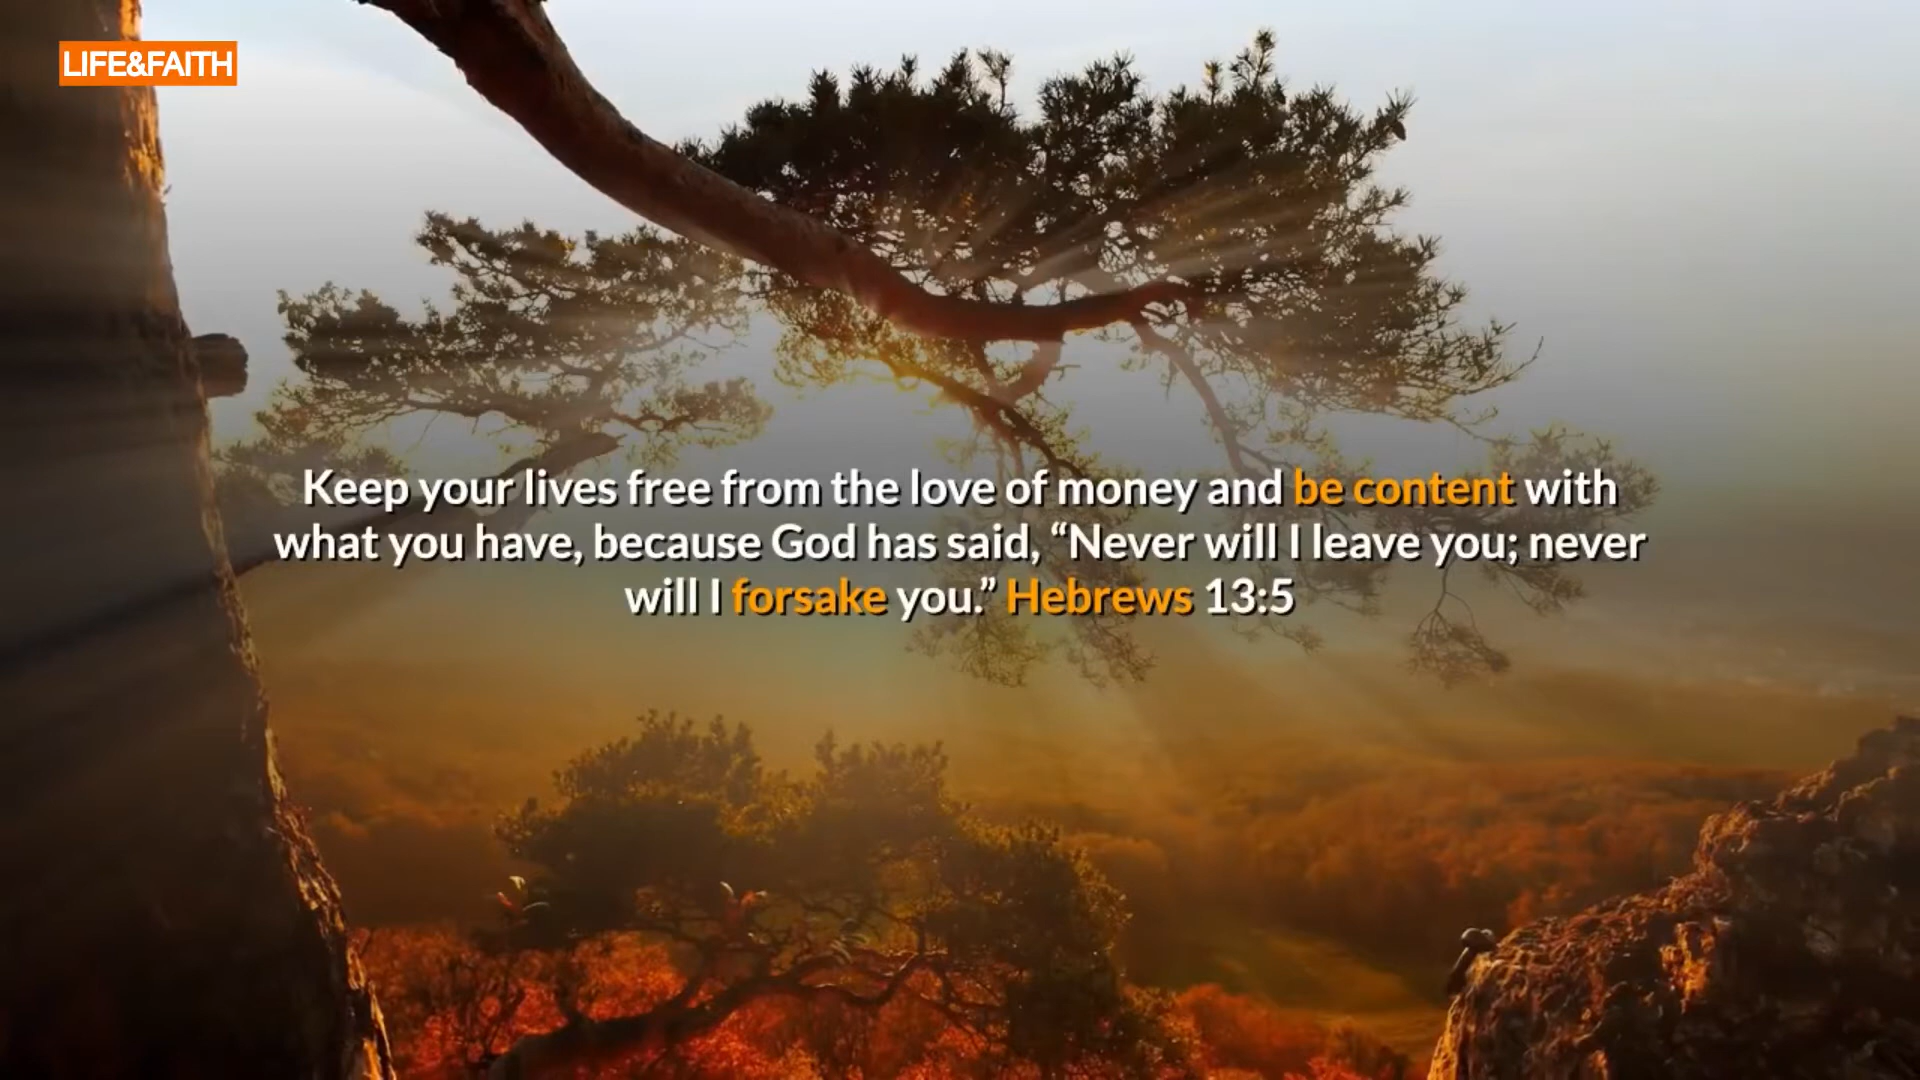 LIFE&FAITH
Keep your lives free from the love of money and be content with
what you have, because God has said, “Never will I leave you; never
will I forsake you.” Hebrews 13:5